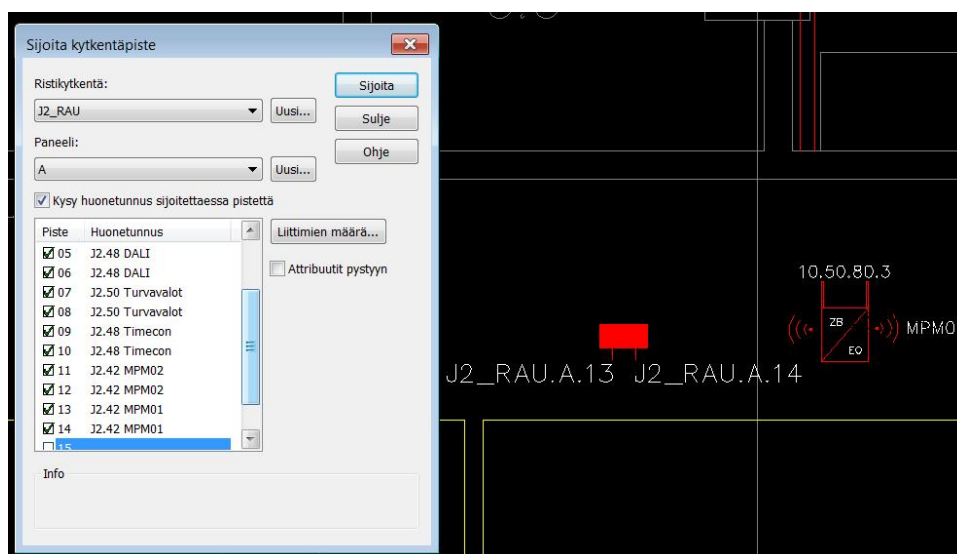 Sijoita kytkentäpiste
Ristikytkentä:
J2_RAU
Uusi...
Sijoita
Sulje
Paneeli:
A
Uusi...
Ohje
Kysy huonetunnus sijoitettaessa pistettä
Piste Huonetunnus
05 J2.48 DALI
06 J2.48 DALI
07 J2.50 Turvavalot
08 J2.50 Turvavalot
09 J2.48 Timecon
10 J2.48 Timecon
11 J2.42 MPM02
12 J2.42 MPM02
13 J2.42 MPM01
14 J2.42 MPM01
15
Liittimien määrä...
Attribuutit pystyyn
Info
10.50.80.3
ZB
EQ
MPM0
J2_RAU.A.13 J2_RAU.A.14